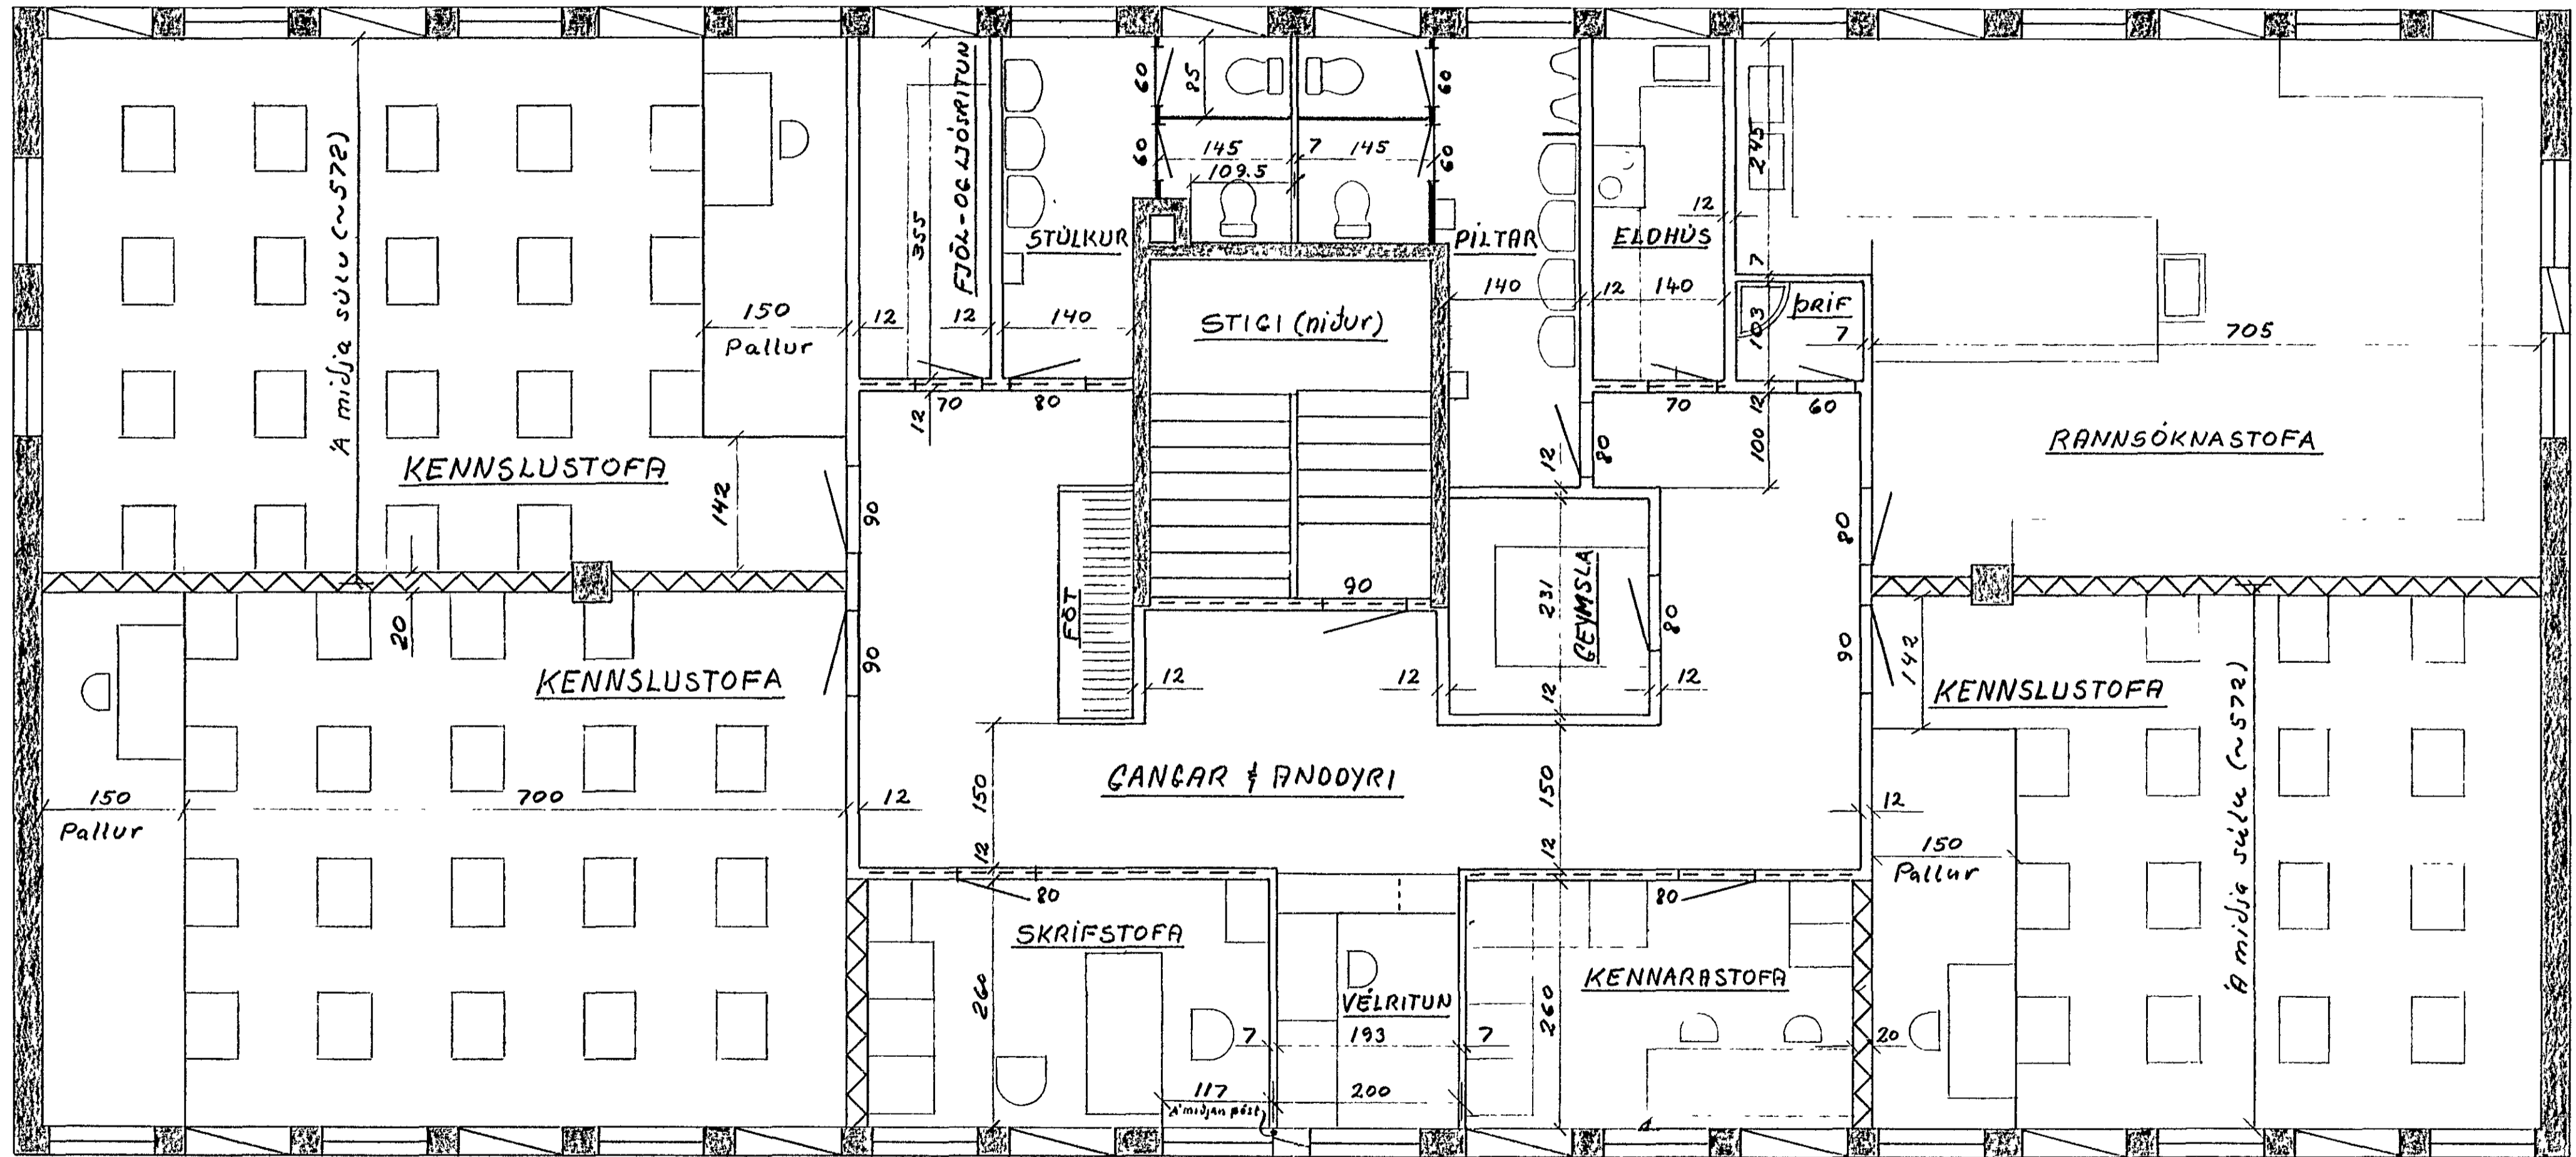 FJÖL-OG LJÓSRITUN
60
85
60
60
145
7
145
60
109.5
245
Á miðja súlu (~572)
355
STÚLKUR
PÍLTAR
ELDHÚS
12
7
150
Pallur
12
12
140
STIGI (niður)
140
12
140
103
ÞRIF
7
705
70
80
12
70
12
60
100
KENNSLUSTOFA
142
90
12
80
RANNSÓKNASTOFA
80
20
90
FÖT
90
231
GEYMSLA
80
90
142
KENNSLUSTOFA
12
12
12
12
KENNSLUSTOFA
Á miðja súlu (~572)
150
Pallur
700
12
150
GANGAR & ANDDYRI
150
12
12
12
150
Pallur
80
80
SKRIFSTOFA
260
VÉLRITUN
KENNARASTOFA
260
7
193
7
20
117
200
Á miðjan póst